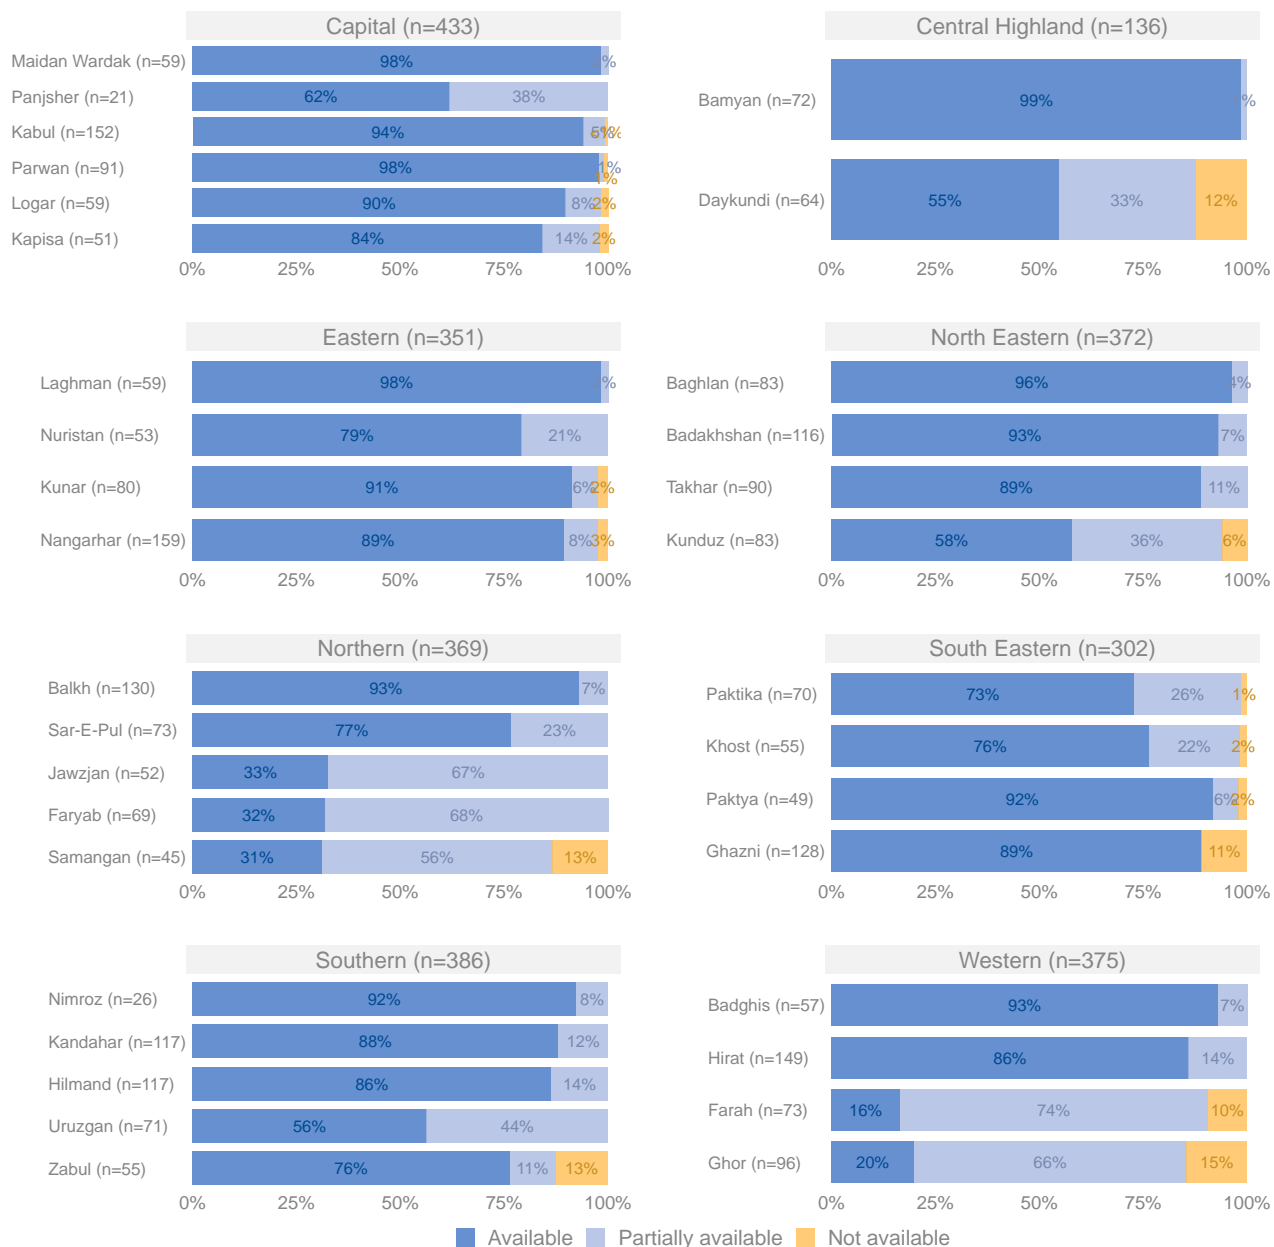 Capital (n=433)
Maidan Wardak (n=59) 98%
Panjsher (n=21) 62% 38%
Kabul (n=152) 94% 5%
Parwan (n=91) 98% 1% 1%
Logar (n=59) 90% 8% 2%
Kapisa (n=51) 84% 14% 2%
0% 25% 50% 75% 100%
Central Highland (n=136)
Bamyan (n=72) 99%
Daykundi (n=64) 55% 33% 12%
0% 25% 50% 75% 100%
Eastern (n=351)
Laghman (n=59) 98%
Nuristan (n=53) 79% 21%
Kunar (n=80) 91% 6% 2%
Nangarhar (n=159) 89% 8% 3%
0% 25% 50% 75% 100%
North Eastern (n=372)
Baghlan (n=83) 96% 4%
Badakhshan (n=116) 93% 7%
Takhar (n=90) 89% 11%
Kunduz (n=83) 58% 36% 6%
0% 25% 50% 75% 100%
Northern (n=369)
Balkh (n=130) 93% 7%
Sar-E-Pul (n=73) 77% 23%
Jawzjan (n=52) 33% 67%
Faryab (n=69) 32% 68%
Samangan (n=45) 31% 56% 13%
0% 25% 50% 75% 100%
South Eastern (n=302)
Paktika (n=70) 73% 26% 1%
Khost (n=55) 76% 22% 2%
Paktya (n=49) 92% 6% 2%
Ghazni (n=128) 89% 11%
0% 25% 50% 75% 100%
Southern (n=386)
Nimroz (n=26) 92% 8%
Kandahar (n=117) 88% 12%
Hilmand (n=117) 86% 14%
Uruzgan (n=71) 56% 44%
Zabul (n=55) 76% 11% 13%
0% 25% 50% 75% 100%
Western (n=375)
Badghis (n=57) 93% 7%
Hirat (n=149) 86% 14%
Farah (n=73) 16% 74% 10%
Ghor (n=96) 20% 66% 15%
0% 25% 50% 75% 100%
Available Partially available Not available